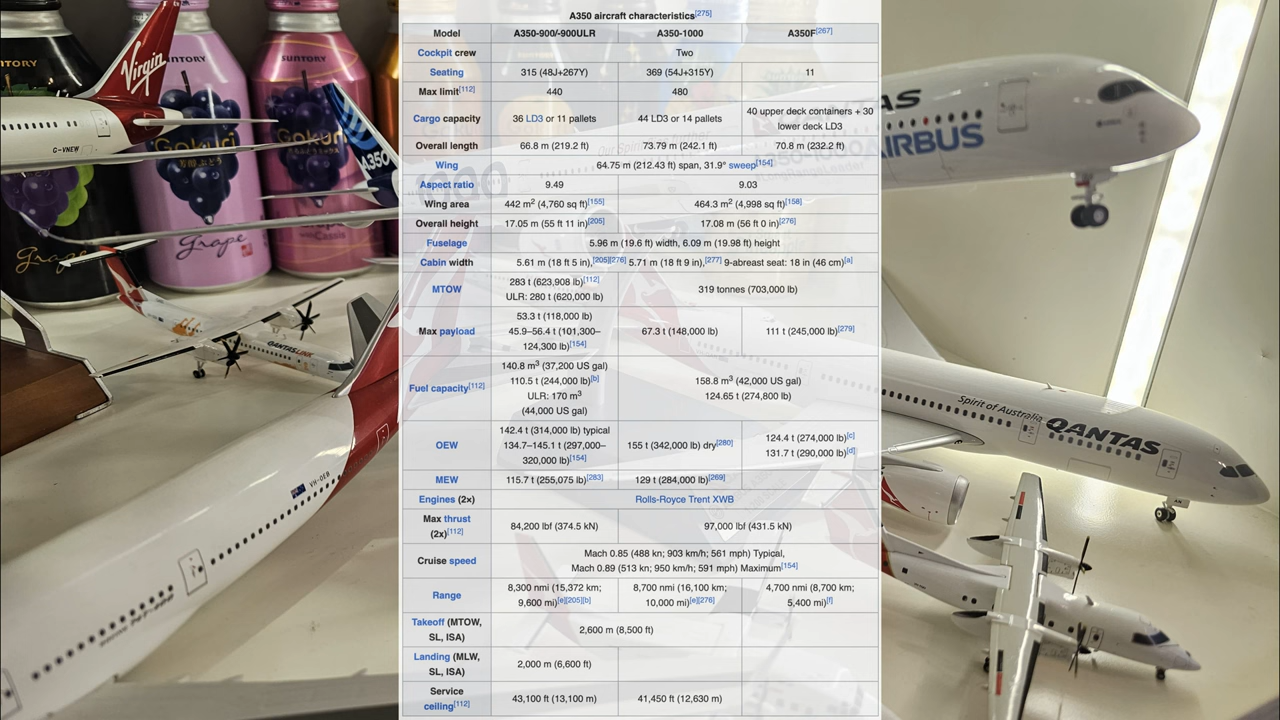 SUNTORY
Virgin
G-VNEW
NTORY
Gokuri
Grape
SUNTORY
Gokuri
with Cassis
A350
Grape
QANTASLINK
VH-OEB
A350 aircraft characteristics[275]
Model A350-900/-900ULR A350-1000 A350F[267]
Cockpit crew Two
Seating 315 (48J+267Y) 369 (54J+315Y) 11
Max limit[112] 440 480
Cargo capacity 36 LD3 or 11 pallets 44 LD3 or 14 pallets 40 upper deck containers + 30
lower deck LD3
Overall length 66.8 m (219.2 ft) 73.79 m (242.1 ft) 70.8 m (232.2 ft)
Wing 64.75 m (212.43 ft) span, 31.9° sweep[154]
Aspect ratio 9.49 9.03
Wing area 442 m² (4,760 sq ft)[155] 464.3 m² (4,998 sq ft)[158]
Overall height 17.05 m (55 ft 11 in)[205] 17.08 m (56 ft 0 in)[276]
Fuselage 5.96 m (19.6 ft) width, 6.09 m (19.98 ft) height
Cabin width 5.61 m (18 ft 5 in),[205][276] 5.71 m (18 ft 9 in),[277] 9-abreast seat: 18 in (46 cm)[a]
MTOW 283 t (623,908 lb)[112]
ULR: 280 t (620,000 lb) 319 tonnes (703,000 lb)
Max payload 53.3 t (118,000 lb)
45.9–56.4 t (101,300–
124,300 lb)[154] 67.3 t (148,000 lb) 111 t (245,000 lb)[279]
Fuel capacity[112] 140.8 m³ (37,200 US gal)
110.5 t (244,000 lb)[b]
ULR: 170 m³
(44,000 US gal) 158.8 m³ (42,000 US gal)
124.65 t (274,800 lb)
OEW 142.4 t (314,000 lb) typical
134.7–145.1 t (297,000–
320,000 lb)[154] 155 t (342,000 lb) dry[280] 124.4 t (274,000 lb)[c]
131.7 t (290,000 lb)[d]
MEW 115.7 t (255,075 lb)[283] 129 t (284,000 lb)[269]
Engines (2x) Rolls-Royce Trent XWB
Max thrust
(2x)[112] 84,200 lbf (374.5 kN) 97,000 lbf (431.5 kN)
Cruise speed Mach 0.85 (488 kn; 903 km/h; 561 mph) Typical,
Mach 0.89 (513 kn; 950 km/h; 591 mph) Maximum[154]
Range 8,300 nmi (15,372 km;
9,600 mi)[e][205][b] 8,700 nmi (16,100 km;
10,000 mi)[e][276] 4,700 nmi (8,700 km;
5,400 mi)[f]
Takeoff (MTOW,
SL, ISA) 2,600 m (8,500 ft)
Landing (MLW,
SL, ISA) 2,000 m (6,600 ft)
Service
ceiling[112] 43,100 ft (13,100 m) 41,450 ft (12,630 m)
AS
AIRBUS
Spirit of Australia
QANTAS